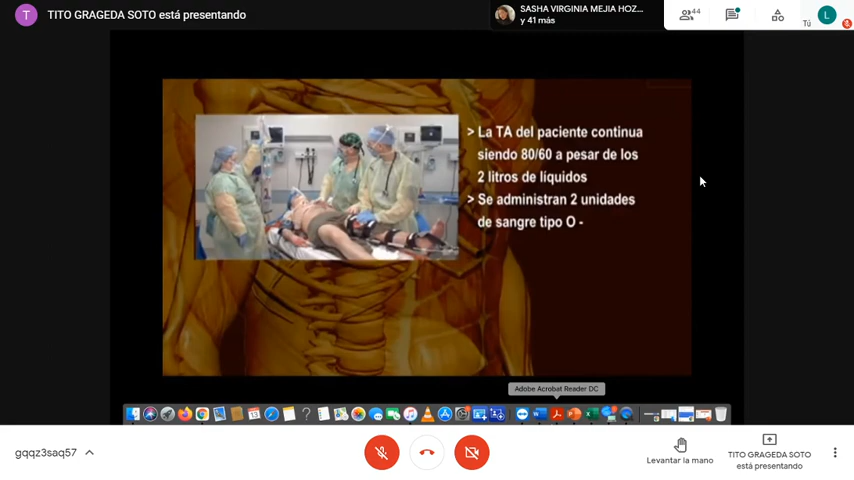 T
TITO GRAGEDA SOTO está presentando
SASHA VIRGINIA MEJIA HOZ...
y 41 más
44
Tú
L
> La TA del paciente continua
siendo 80/60 a pesar de los
2 litros de líquidos
> Se administran 2 unidades
de sangre tipo O -
Adobe Acrobat Reader DC
gqqz3saq57
Levantar la mano
TITO GRAGEDA SOTO
está presentando